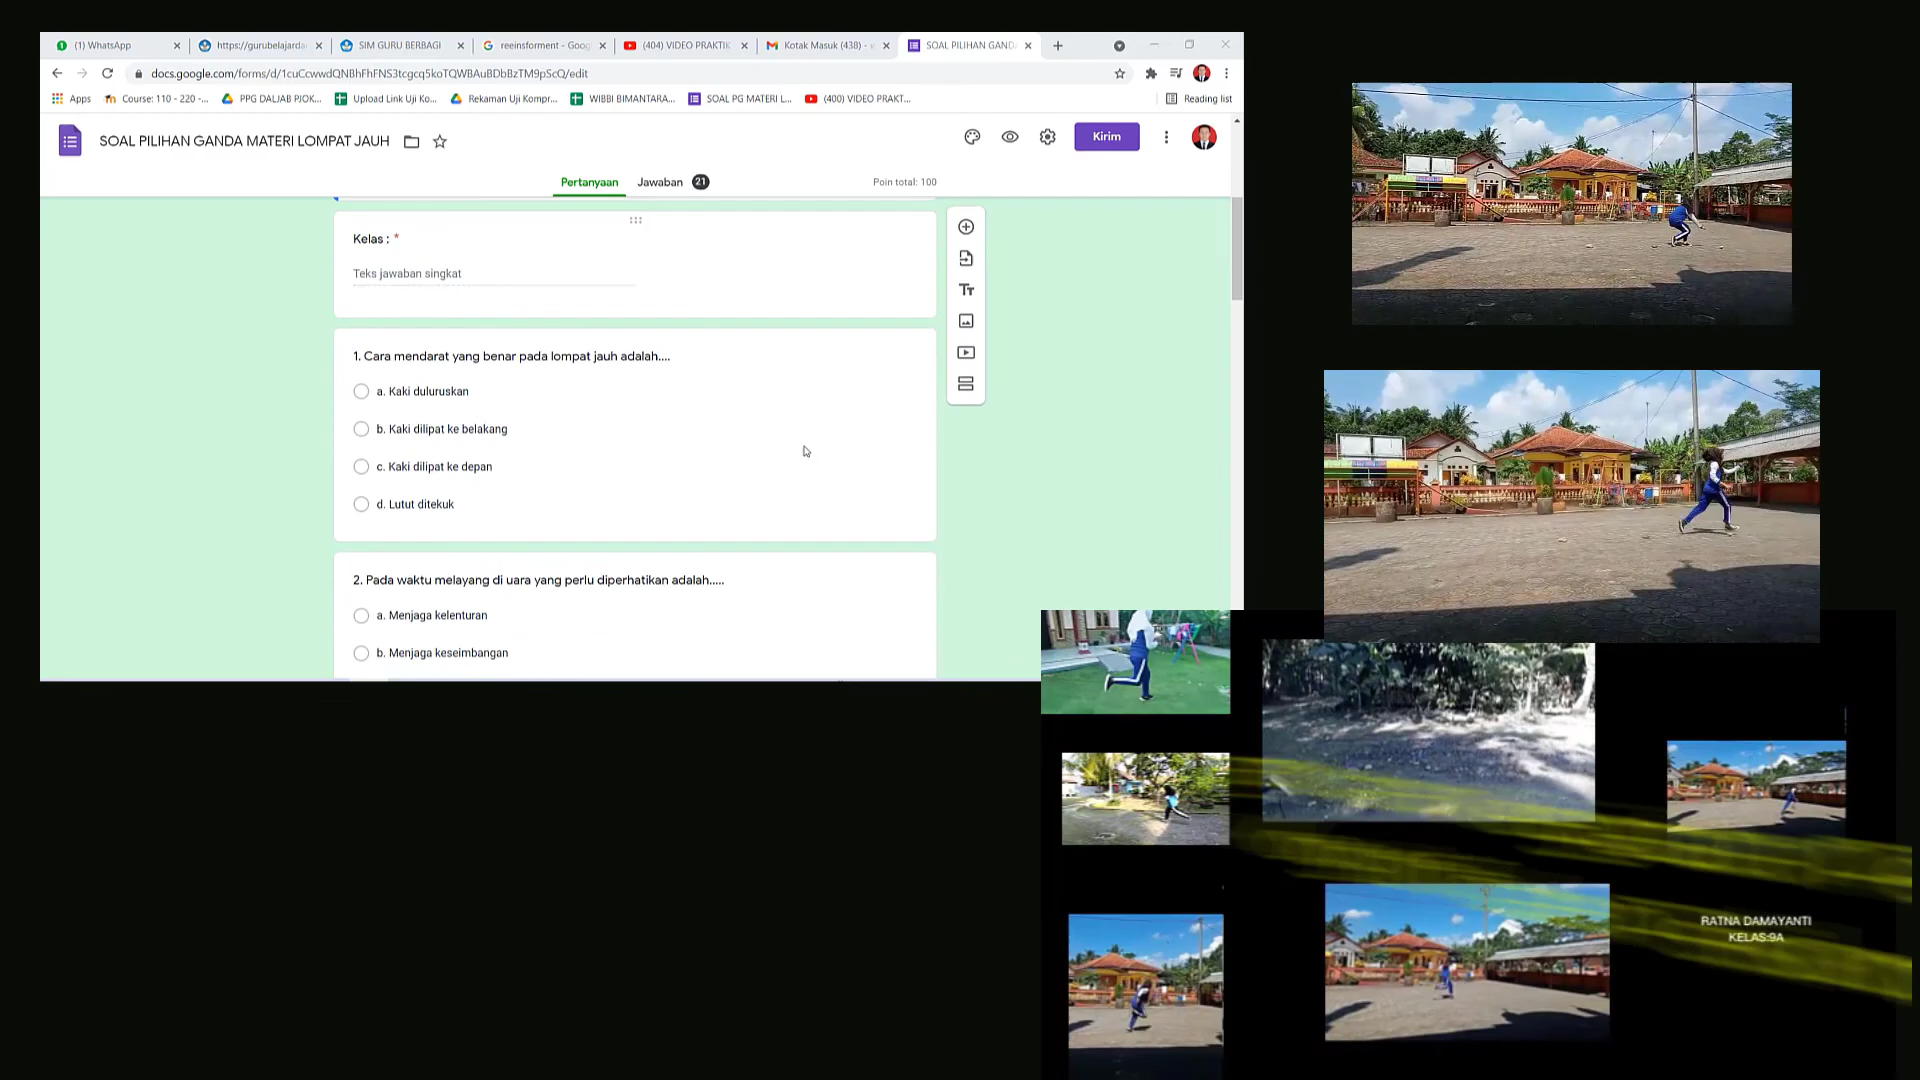 (1) WhatsApp
https://gurubelajarda
SIM GURU BERBAGI
reeinsforment - Goog
(404) VIDEO PRAKTIK
Kotak Masuk (438) -
SOAL PILIHAN GANDA
docs.google.com/forms/d/1cuCcwwdQNBhFhFNS3tcgcq5koTQWBAuBDbBzTM9pScQ/edit
Apps
Course: 110 - 220 -...
PPG DALJAB PJOK...
Upload Link Uji Ko...
Rekaman Uji Kompr...
WIBBI BIMANTARA...
SOAL PG MATERI L...
(400) VIDEO PRAKT...
Reading list
SOAL PILIHAN GANDA MATERI LOMPAT JAUH
Kirim
Pertanyaan
Jawaban 21
Poin total: 100
Kelas : *
Teks jawaban singkat
1. Cara mendarat yang benar pada lompat jauh adalah....
a. Kaki duluruskan
b. Kaki dilipat ke belakang
c. Kaki dilipat ke depan
d. Lutut ditekuk
2. Pada waktu melayang di uara yang perlu diperhatikan adalah.....
a. Menjaga kelenturan
b. Menjaga keseimbangan
RATNA DAMAYANTI
KELAS:9A